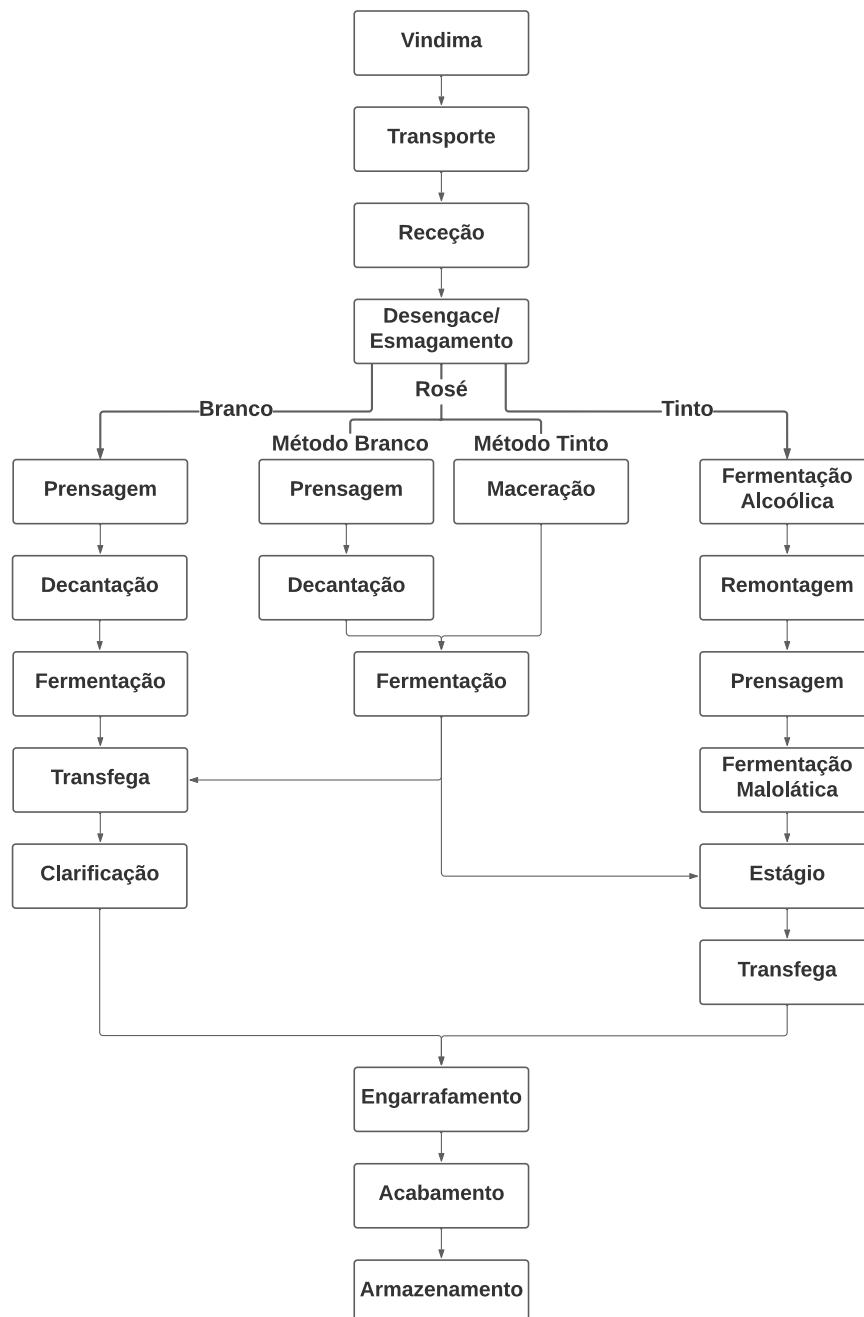 Vindima
Transporte
Receção
Desengace/
Esmagamento
Branco
Rosé
Tinto
Método Branco
Método Tinto
Prensagem
Prensagem
Maceração
Fermentação
Alcoólica
Decantação
Decantação
Remontagem
Fermentação
Fermentação
Prensagem
Transfega
Fermentação
Malolática
Clarificação
Estágio
Transfega
Engarrafamento
Acabamento
Armazenamento